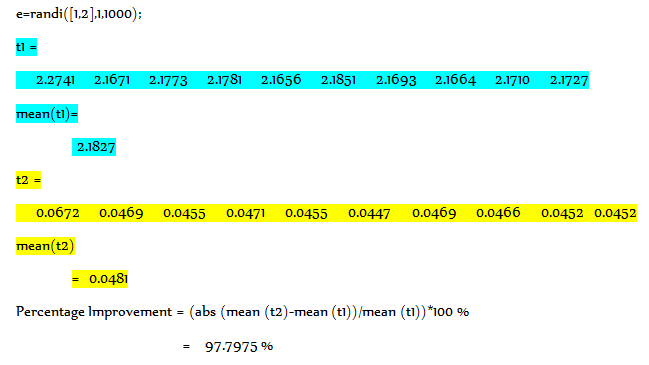 e=randi([1,2],1,1000);
t1 =
2.2741 2.1671 2.1773 2.1781 2.1656 2.1851 2.1693 2.1664 2.1710 2.1727
mean(t1)=
2.1827
t2 =
0.0672 0.0469 0.0455 0.0471 0.0455 0.0447 0.0469 0.0466 0.0452 0.0452
mean(t2)
= 0.0481
Percentage Improvement = (abs (mean (t2)-mean (t1))/mean (t1))*100 %
= 97.7975 %